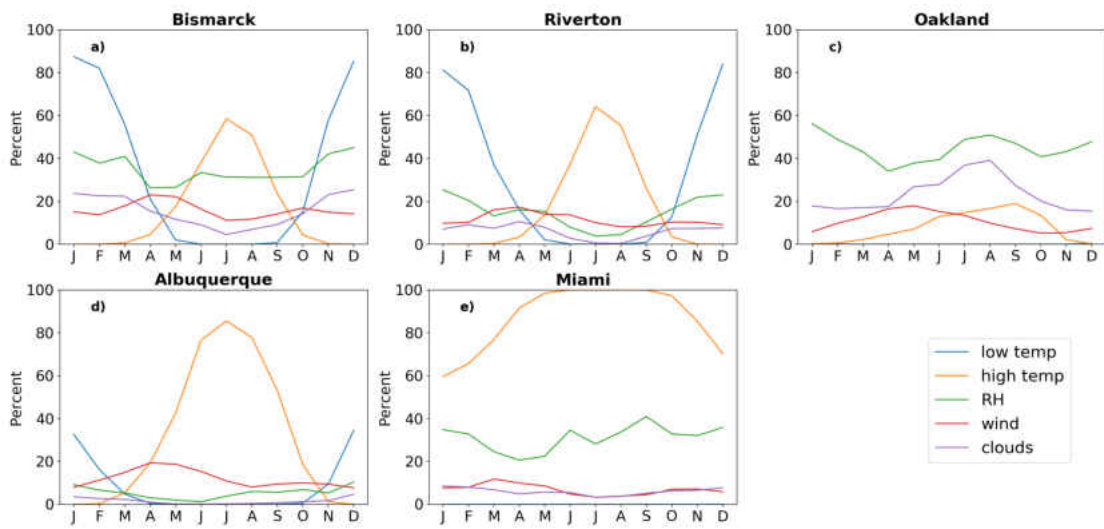 Bismarck
Riverton
Oakland
a)
b)
c)
Percent
100
80
60
40
20
0
J F M A M J J A S O N D
Percent
100
80
60
40
20
0
J F M A M J J A S O N D
Percent
100
80
60
40
20
0
J F M A M J J A S O N D
Albuquerque
Miami
d)
e)
Percent
100
80
60
40
20
0
J F M A M J J A S O N D
Percent
100
80
60
40
20
0
J F M A M J J A S O N D
low temp
high temp
RH
wind
clouds